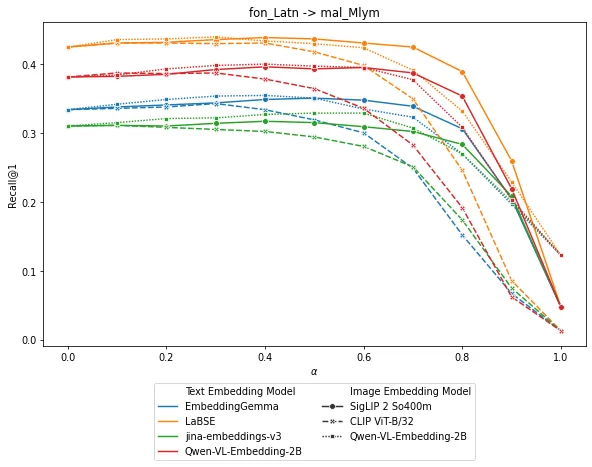 fon_Latn -> mal_Mlym
Recall@1
0.4
0.3
0.2
0.1
0.0
0.0 0.2 0.4 0.6 0.8 1.0
α
Text Embedding Model Image Embedding Model
EmbeddingGemma SigLIP 2 So400m
LaBSE CLIP ViT-B/32
jina-embeddings-v3 Qwen-VL-Embedding-2B
Qwen-VL-Embedding-2B